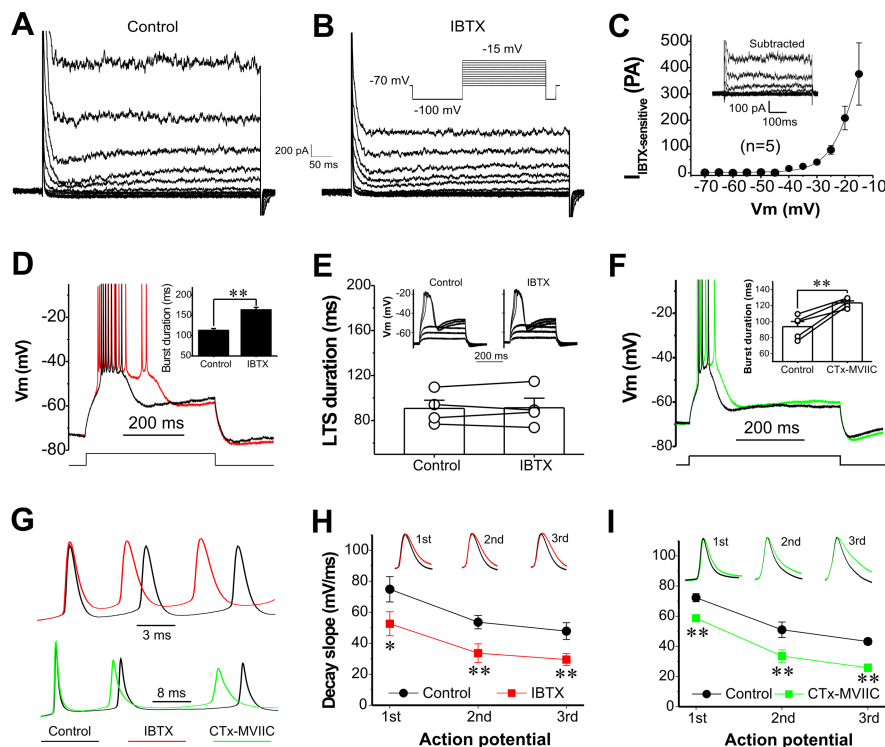 A
Control
200 pA
50 ms
B
IBTX
-15 mV
-70 mV
-100 mV
C
I IBTX-sensitive (PA)
500
400
300
200
100
0
Subtracted
100 pA
100ms
(n=5)
-70 -60 -50 -40 -30 -20 -10
Vm (mV)
D
Vm (mV)
-20
-40
-60
-80
200 ms
Burst duration (ms)
200
150
100
50
**
Control
IBTX
E
LTS duration (ms)
200
160
120
80
Control
IBTX
Vm (mV)
-20
-40
-60
200 ms
Control
IBTX
F
Vm (mV)
-20
-40
-60
-80
200 ms
Burst duration (ms)
120
100
80
60
**
Control
CTx-MVIIC
G
3 ms
8 ms
Control
IBTX
CTx-MVIIC
H
Decay slope (mV/ms)
100
80
60
40
20
0
1st
2nd
3rd
*
**
**
Control
IBTX
1st
2nd
3rd
Action potential
I
100
80
60
40
20
0
1st
2nd
3rd
**
**
**
Control
CTx-MVIIC
1st
2nd
3rd
Action potential